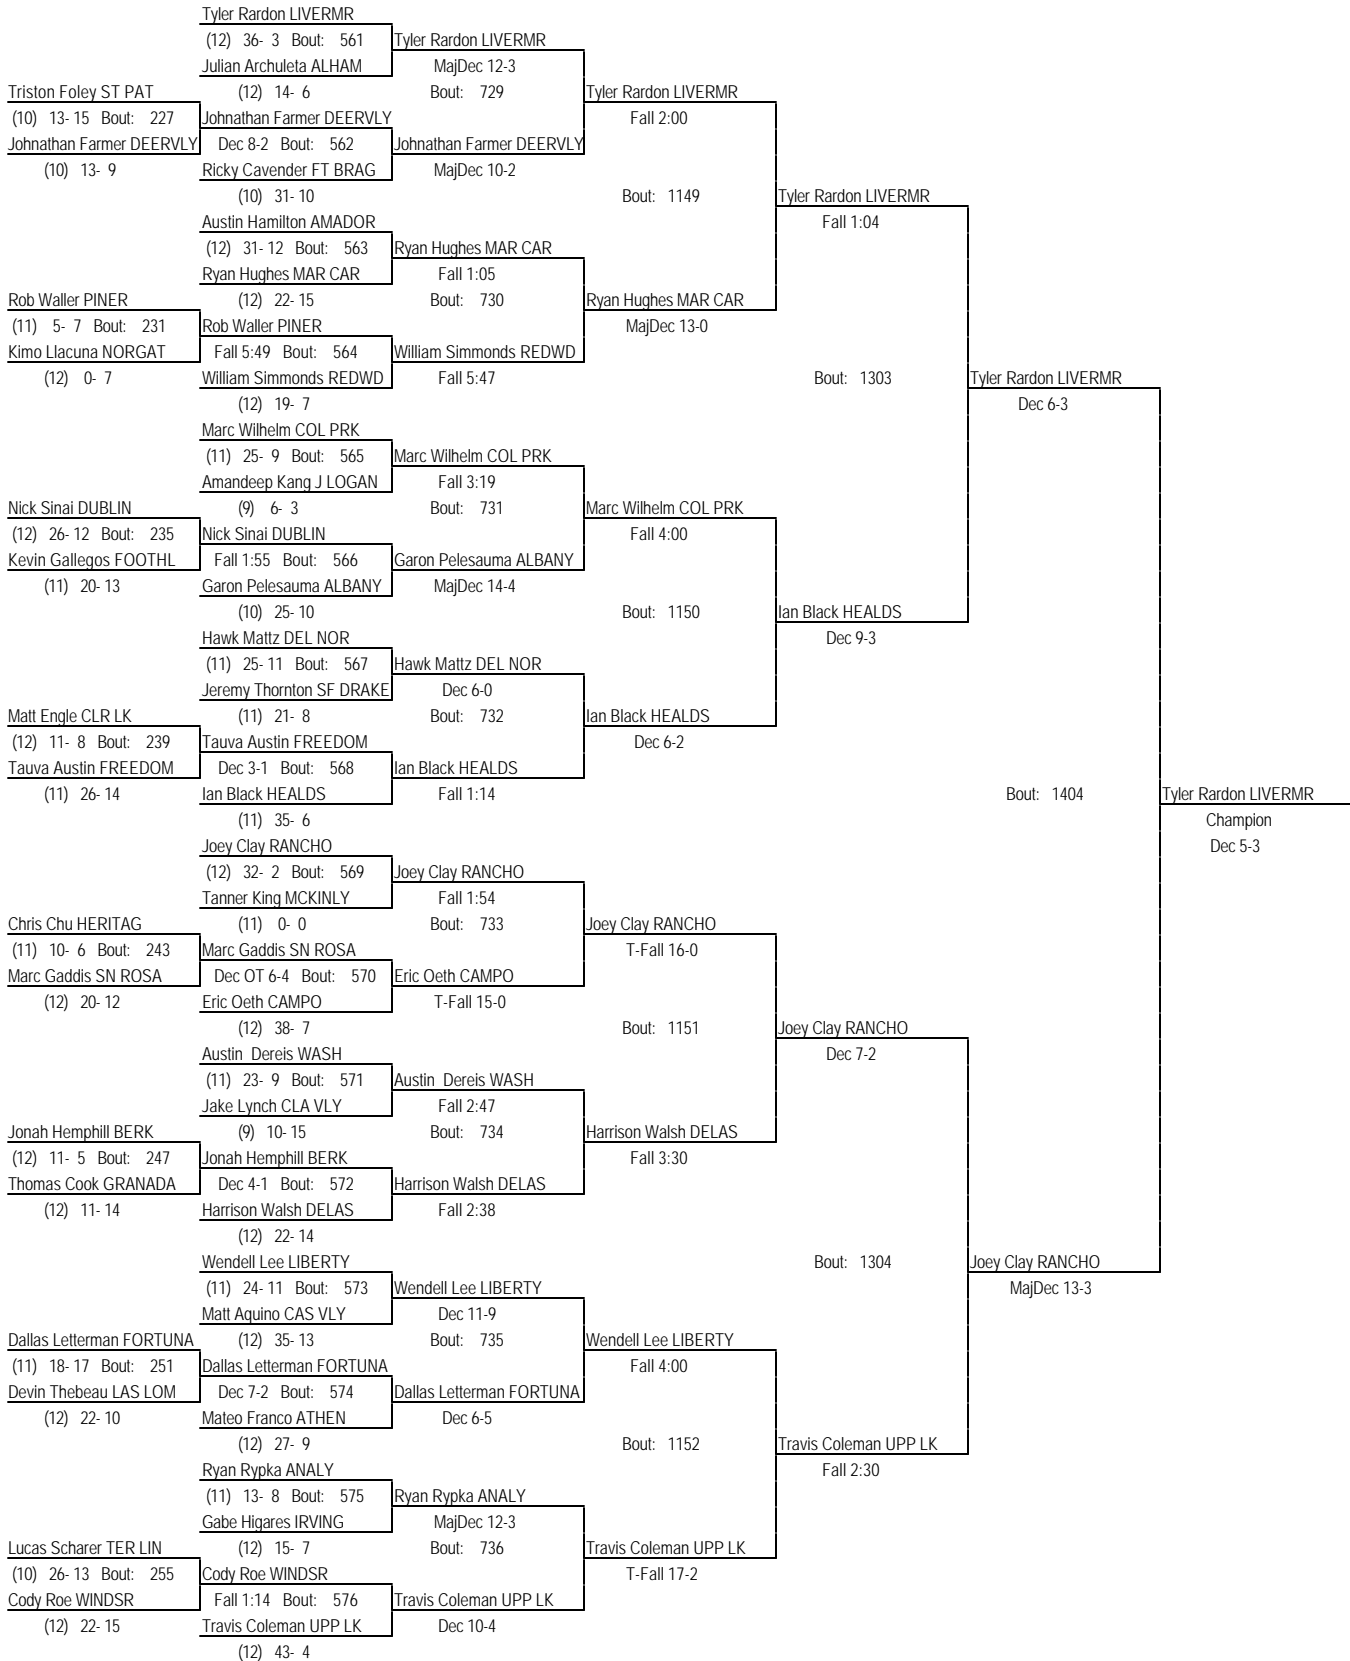 Tyler Rardon LIVERMR
(12) 36- 3 Bout: 561 Tyler Rardon LIVERMR
Julian Archuleta ALHAM MajDec 12-3
Triston Foley ST PAT (12) 14- 6 Bout: 729 Tyler Rardon LIVERMR
(10) 13- 15 Bout: 227 Johnathan Farmer DEERVLY Fall 2:00
Johnathan Farmer DEERVLY Dec 8-2 Bout: 562 Johnathan Farmer DEERVLY
(10) 13- 9 Ricky Cavender FT BRAG MajDec 10-2
(10) 31- 10 Bout: 1149 Tyler Rardon LIVERMR
Austin Hamilton AMADOR Fall 1:04
(12) 31- 12 Bout: 563 Ryan Hughes MAR CAR
Ryan Hughes MAR CAR Fall 1:05
Rob Waller PINER (12) 22- 15 Bout: 730 Ryan Hughes MAR CAR
(11) 5- 7 Bout: 231 Rob Waller PINER MajDec 13-0
Kimo Llacuna NORGAT Fall 5:49 Bout: 564 William Simmonds REDWD
(12) 0- 7 William Simmonds REDWD Fall 5:47 Bout: 1303 Tyler Rardon LIVERMR
(12) 19- 7 Dec 6-3
Marc Wilhelm COL PRK
(11) 25- 9 Bout: 565 Marc Wilhelm COL PRK
Amandeep Kang J LOGAN Fall 3:19
Nick Sinai DUBLIN (9) 6- 3 Bout: 731 Marc Wilhelm COL PRK
(12) 26- 12 Bout: 235 Nick Sinai DUBLIN Fall 4:00
Kevin Gallegos FOOTHL Fall 1:55 Bout: 566 Garon Pelesauma ALBANY
(11) 20- 13 Garon Pelesauma ALBANY MajDec 14-4
(10) 25- 10 Bout: 1150 Ian Black HEALDS
Hawk Mattz DEL NOR Dec 9-3
(11) 25- 11 Bout: 567 Hawk Mattz DEL NOR
Jeremy Thornton SF DRAKE Dec 6-0
Matt Engle CLR LK (11) 21- 8 Bout: 732 Ian Black HEALDS
(12) 11- 8 Bout: 239 Tauva Austin FREEDOM Dec 6-2
Tauva Austin FREEDOM Dec 3-1 Bout: 568 Ian Black HEALDS
(11) 26- 14 Ian Black HEALDS Fall 1:14 Bout: 1404 Tyler Rardon LIVERMR
(11) 35- 6 Champion
Joey Clay RANCHO Dec 5-3
(12) 32- 2 Bout: 569 Joey Clay RANCHO
Tanner King MCKINLY Fall 1:54
Chris Chu HERITAG (11) 0- 0 Bout: 733 Joey Clay RANCHO
(11) 10- 6 Bout: 243 Marc Gaddis SN ROSA T-Fall 16-0
Marc Gaddis SN ROSA Dec OT 6-4 Bout: 570 Eric Oeth CAMPO
(12) 20- 12 Eric Oeth CAMPO T-Fall 15-0
(12) 38- 7 Bout: 1151 Joey Clay RANCHO
Austin Dereis WASH Dec 7-2
(11) 23- 9 Bout: 571 Austin Dereis WASH
Jake Lynch CLA VLY Fall 2:47
Jonah Hemphill BERK (9) 10- 15 Bout: 734 Harrison Walsh DELAS
(12) 11- 5 Bout: 247 Jonah Hemphill BERK Fall 3:30
Thomas Cook GRANADA Dec 4-1 Bout: 572 Harrison Walsh DELAS
(12) 11- 14 Harrison Walsh DELAS Fall 2:38
(12) 22- 14
Wendell Lee LIBERTY Bout: 1304 Joey Clay RANCHO
(11) 24- 11 Bout: 573 Wendell Lee LIBERTY MajDec 13-3
Matt Aquino CAS VLY Dec 11-9
Dallas Letterman FORTUNA (12) 35- 13 Bout: 735 Wendell Lee LIBERTY
(11) 18- 17 Bout: 251 Dallas Letterman FORTUNA Fall 4:00
Devin Thebeau LAS LOM Dec 7-2 Bout: 574 Dallas Letterman FORTUNA
(12) 22- 10 Mateo Franco ATHEN Dec 6-5
(12) 27- 9 Bout: 1152 Travis Coleman UPP LK
Ryan Rypka ANALY Fall 2:30
(11) 13- 8 Bout: 575 Ryan Rypka ANALY
Gabe Higares IRVING MajDec 12-3
Lucas Scharer TER LIN (12) 15- 7 Bout: 736 Travis Coleman UPP LK
(10) 26- 13 Bout: 255 Cody Roe WINDSR T-Fall 17-2
Cody Roe WINDSR Fall 1:14 Bout: 576 Travis Coleman UPP LK
(12) 22- 15 Travis Coleman UPP LK Dec 10-4
(12) 43- 4